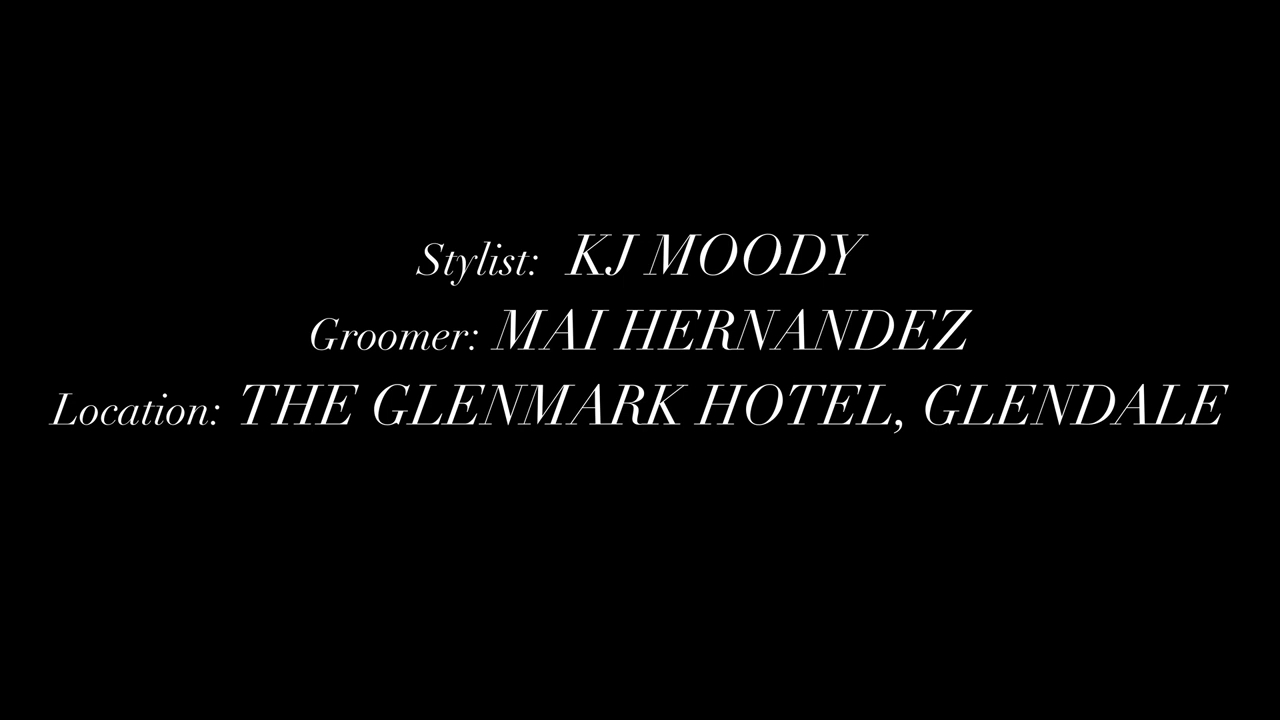 Stylist: KJ MOODY
Groomer: MAI HERNANDEZ
Location: THE GLENMARK HOTEL, GLENDALE